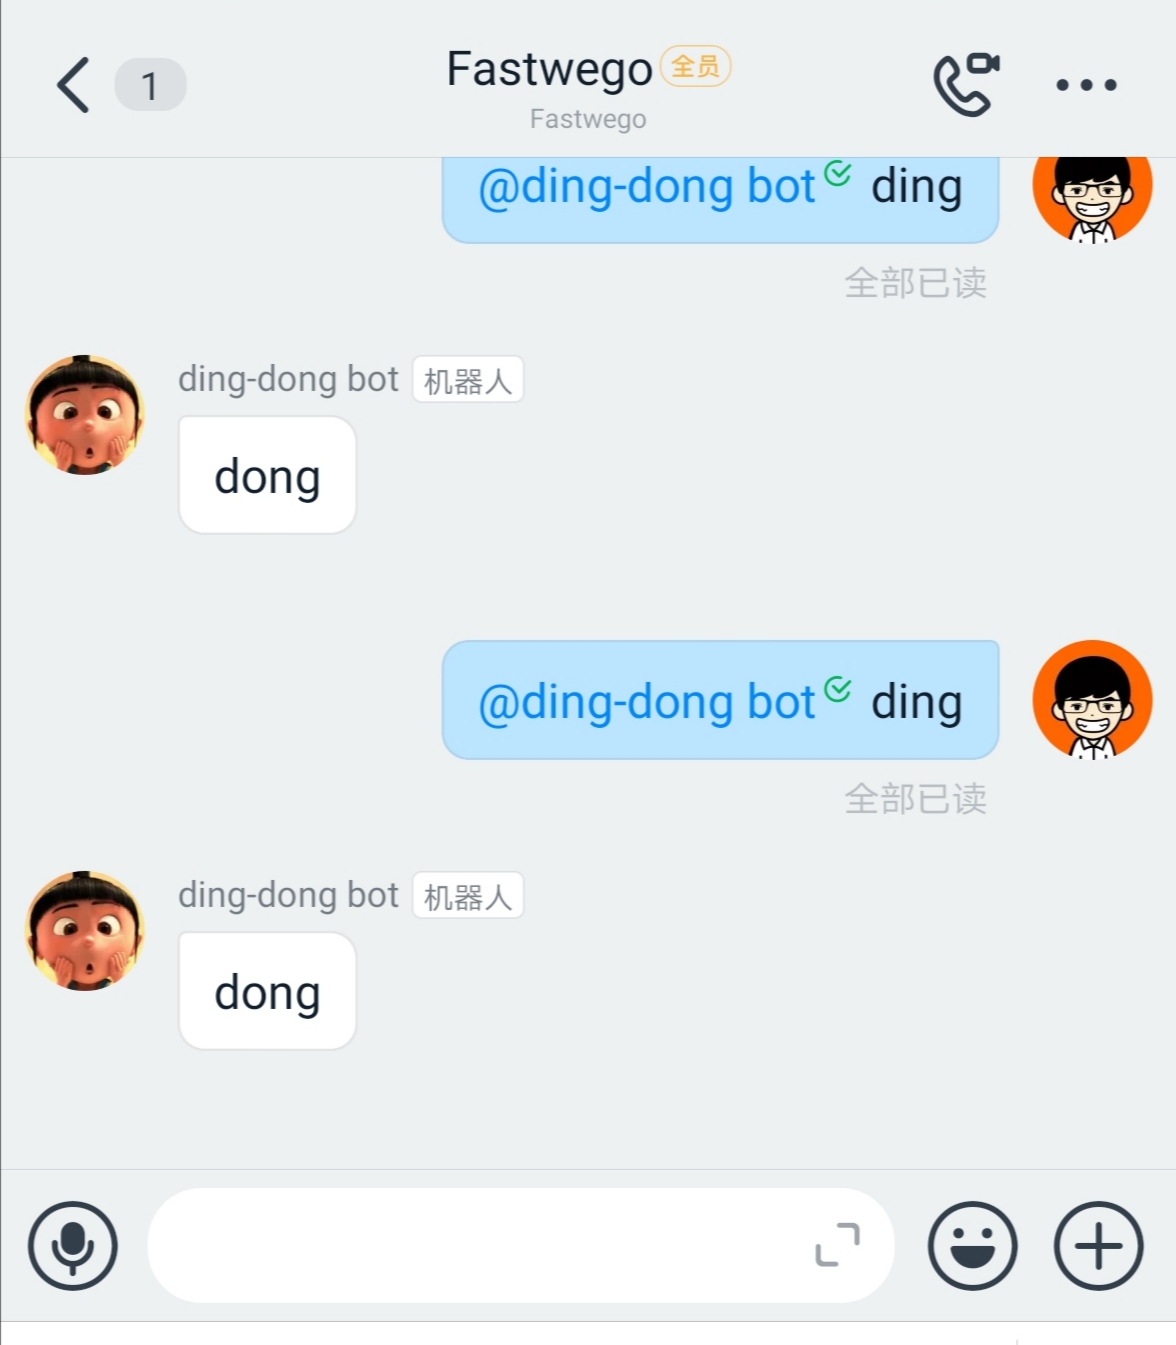 1
Fastwego 全员
Fastwego
@ding-dong bot ding
全部已读
ding-dong bot 机器人
dong
@ding-dong bot ding
全部已读
ding-dong bot 机器人
dong